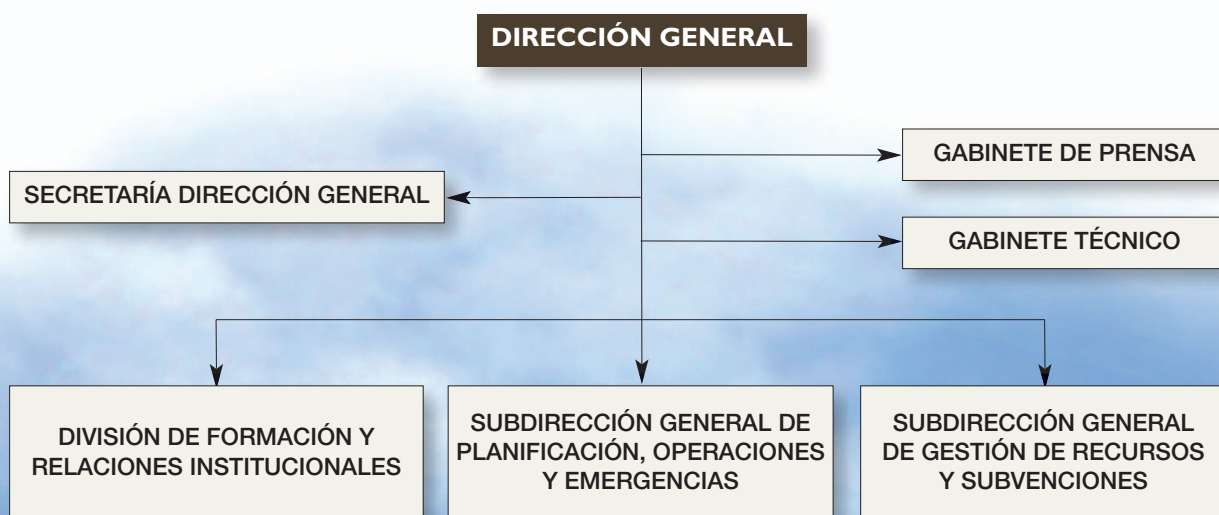 DIRECCIÓN GENERAL
GABINETE DE PRENSA
SECRETARÍA DIRECCIÓN GENERAL
GABINETE TÉCNICO
DIVISIÓN DE FORMACIÓN Y
RELACIONES INSTITUCIONALES
SUBDIRECCIÓN GENERAL DE
PLANIFICACIÓN, OPERACIONES
Y EMERGENCIAS
SUBDIRECCIÓN GENERAL
DE GESTIÓN DE RECURSOS
Y SUBVENCIONES